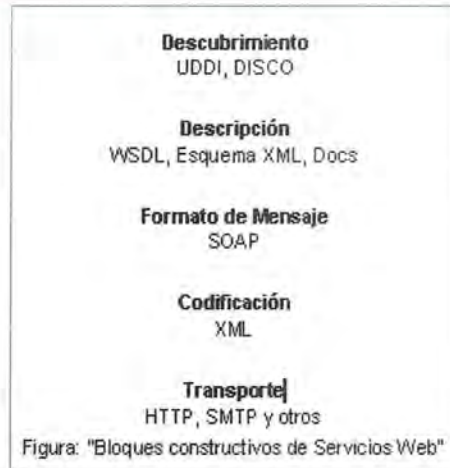 Descubrimiento
UDDI, DISCO
Descripción
WSDL, Esquema XML, Docs
Formato de Mensaje
SOAP
Codificación
XML
Transporte
HTTP, SMTP y otros
Figura: "Bloques constructivos de Servicios Web"